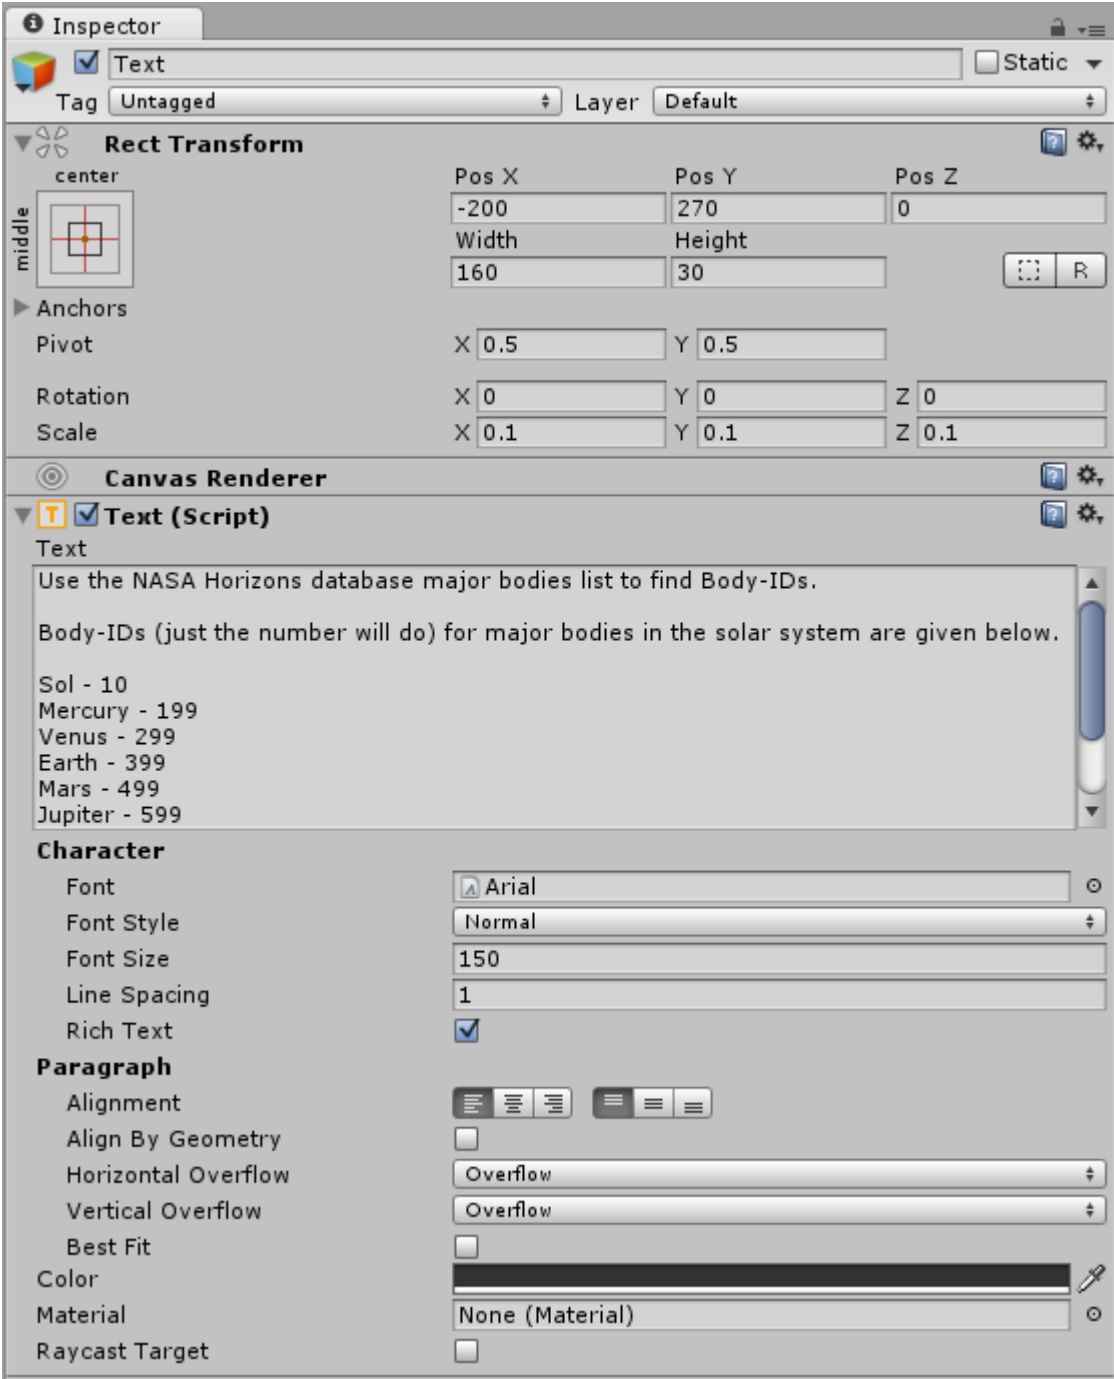 Inspector
Text Static
Tag Untagged Layer Default
Rect Transform
center Pos X Pos Y Pos Z
middle -200 270 0
Width Height
160 30 R
Anchors
Pivot X 0.5 Y 0.5
Rotation X 0 Y 0 Z 0
Scale X 0.1 Y 0.1 Z 0.1
Canvas Renderer
T Text (Script)
Text
Use the NASA Horizons database major bodies list to find Body-IDs.
Body-IDs (just the number will do) for major bodies in the solar system are given below.
Sol - 10
Mercury - 199
Venus - 299
Earth - 399
Mars - 499
Jupiter - 599
Character
Font Arial
Font Style Normal
Font Size 150
Line Spacing 1
Rich Text
Paragraph
Alignment
Align By Geometry
Horizontal Overflow Overflow
Vertical Overflow Overflow
Best Fit
Color
Material None (Material)
Raycast Target